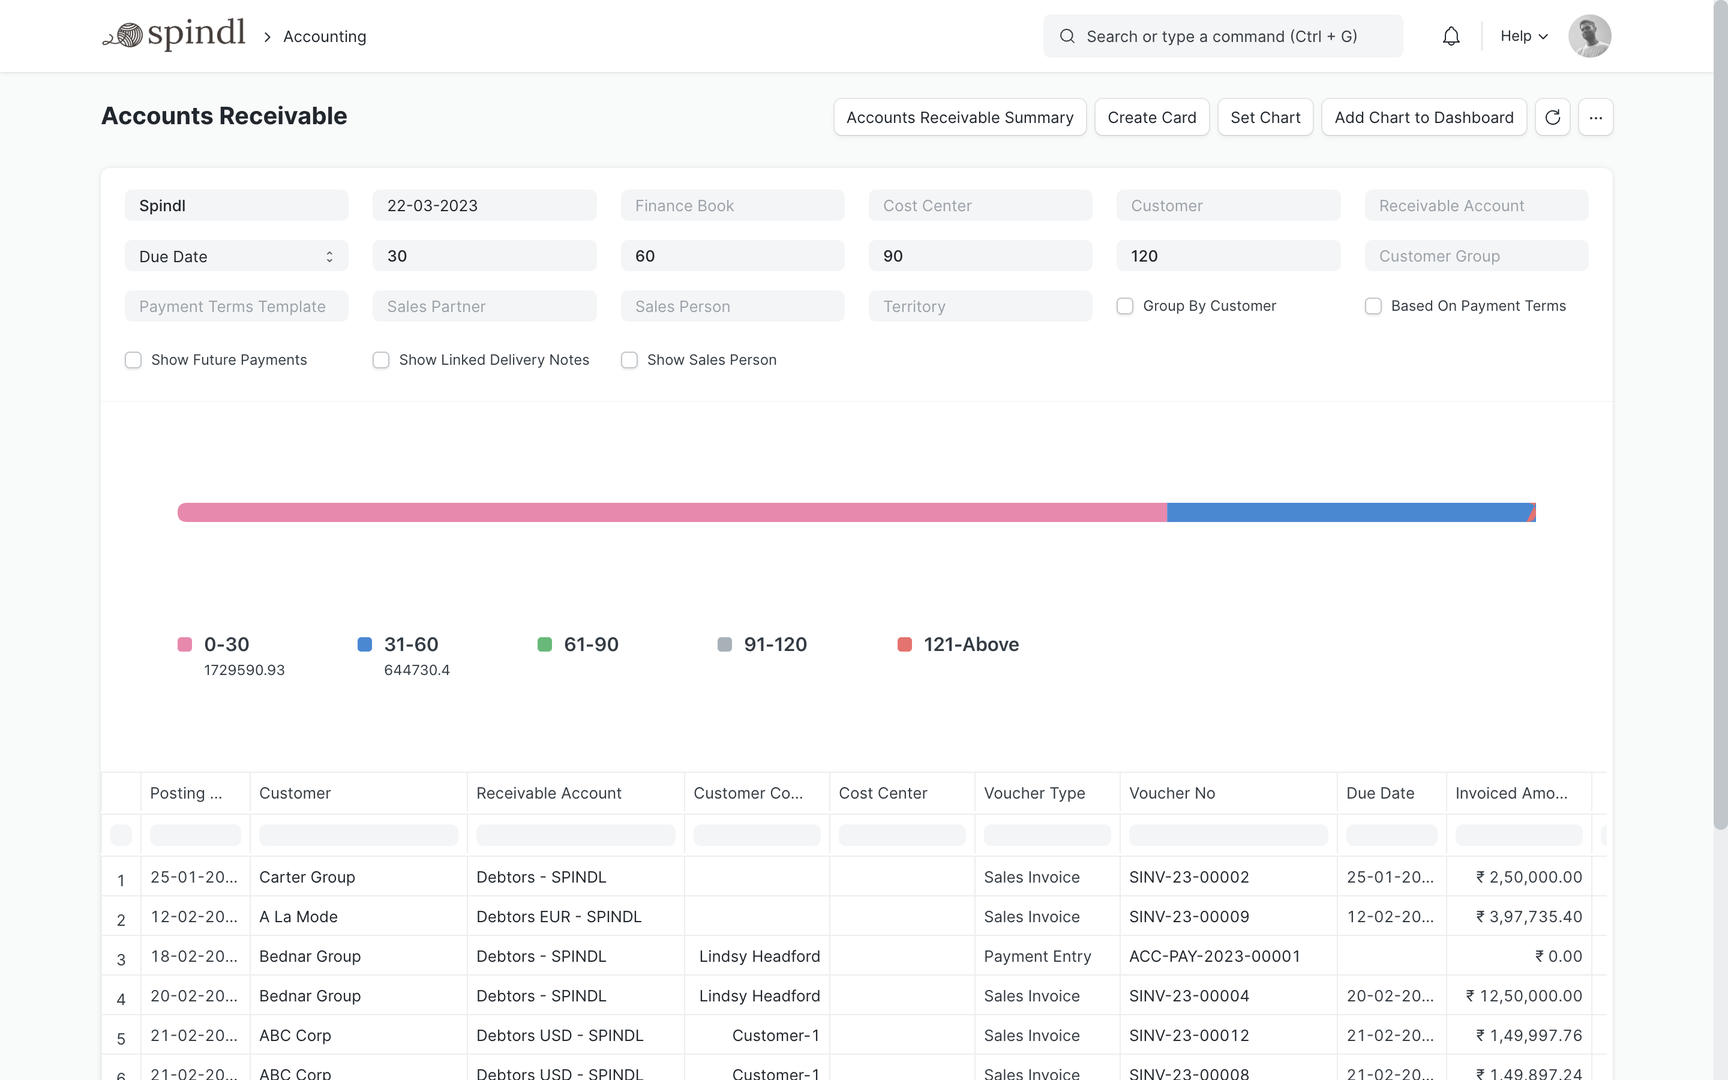 spindl > Accounting Search or type a command (Ctrl + G) Help
Accounts Receivable Accounts Receivable Summary Create Card Set Chart Add Chart to Dashboard ...
Spindl 22-03-2023 Finance Book Cost Center Customer Receivable Account
Due Date 30 60 90 120 Customer Group
Payment Terms Template Sales Partner Sales Person Territory Group By Customer Based On Payment Terms
Show Future Payments Show Linked Delivery Notes Show Sales Person
0-30 31-60 61-90 91-120 121-Above
1729590.93 644730.4
Posting ... Customer Receivable Account Customer Co... Cost Center Voucher Type Voucher No Due Date Invoiced Amo...
1 25-01-20... Carter Group Debtors - SPINDL Sales Invoice SINV-23-00002 25-01-20... ₹ 2,50,000.00
2 12-02-20... A La Mode Debtors EUR - SPINDL Sales Invoice SINV-23-00009 12-02-20... ₹ 3,97,735.40
3 18-02-20... Bednar Group Debtors - SPINDL Lindsy Headford Payment Entry ACC-PAY-2023-00001 ₹ 0.00
4 20-02-20... Bednar Group Debtors - SPINDL Lindsy Headford Sales Invoice SINV-23-00004 20-02-20... ₹ 12,50,000.00
5 21-02-20... ABC Corp Debtors USD - SPINDL Customer-1 Sales Invoice SINV-23-00012 21-02-20... ₹ 1,49,997.76
6 21-02-20... ABC Corp Debtors USD - SPINDL Customer-1 Sales Invoice SINV-23-00008 21-02-20... ₹ 1,49,897.24